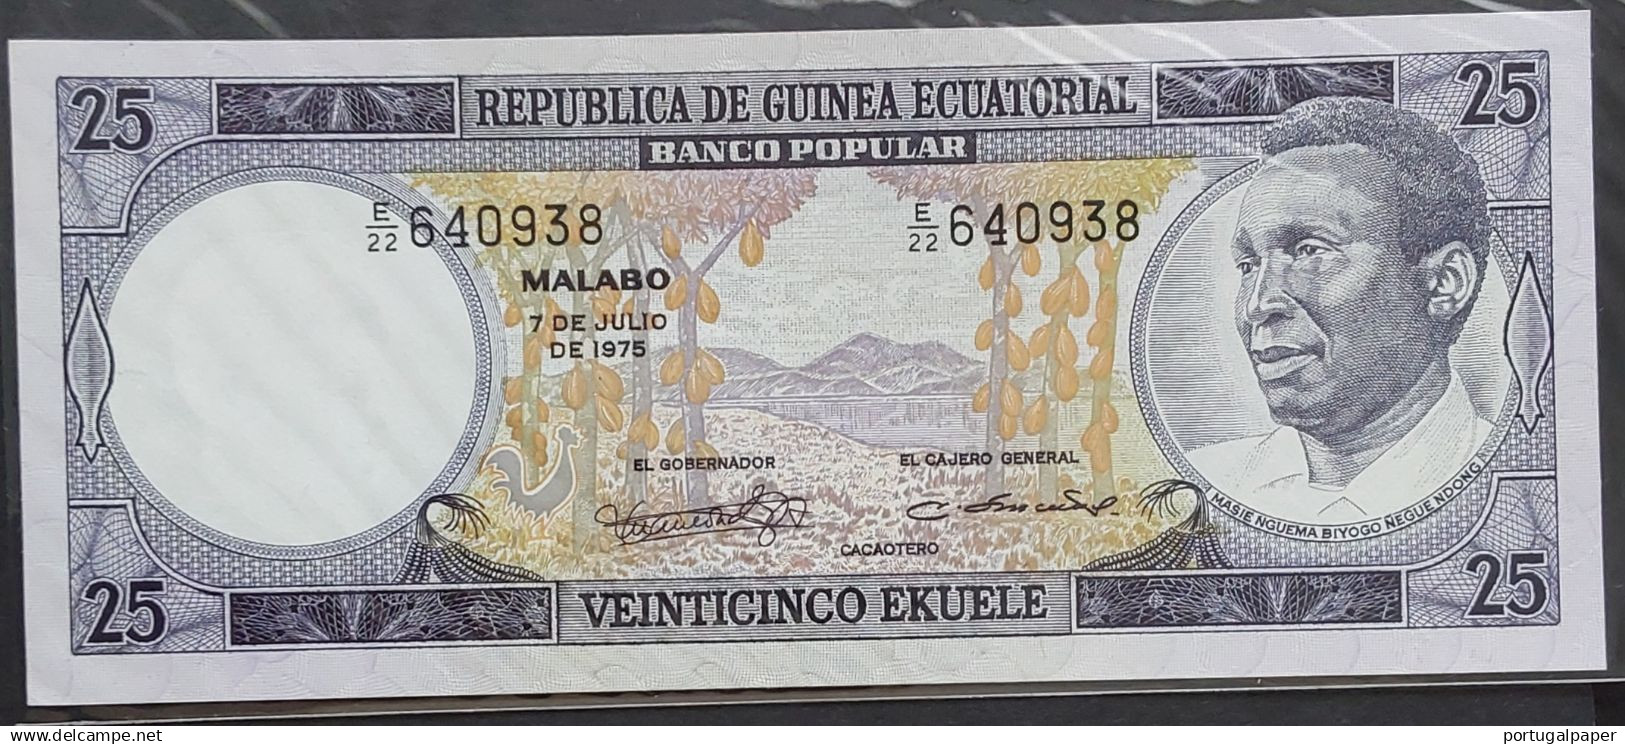 25 REPUBLICA DE GUINEA ECUATORIAL 25
BANCO POPULAR
E/22 640938 E/22 640938
MALABO
7 DE JULIO
DE 1975
EL GOBERNADOR EL CAJERO GENERAL
MASIE NGUEMA BIYOGO ÑEGUE NDONG
CACAOTERO
25 VEINTICINCO EKUELE 25
www.delcampe.net portugalpaper